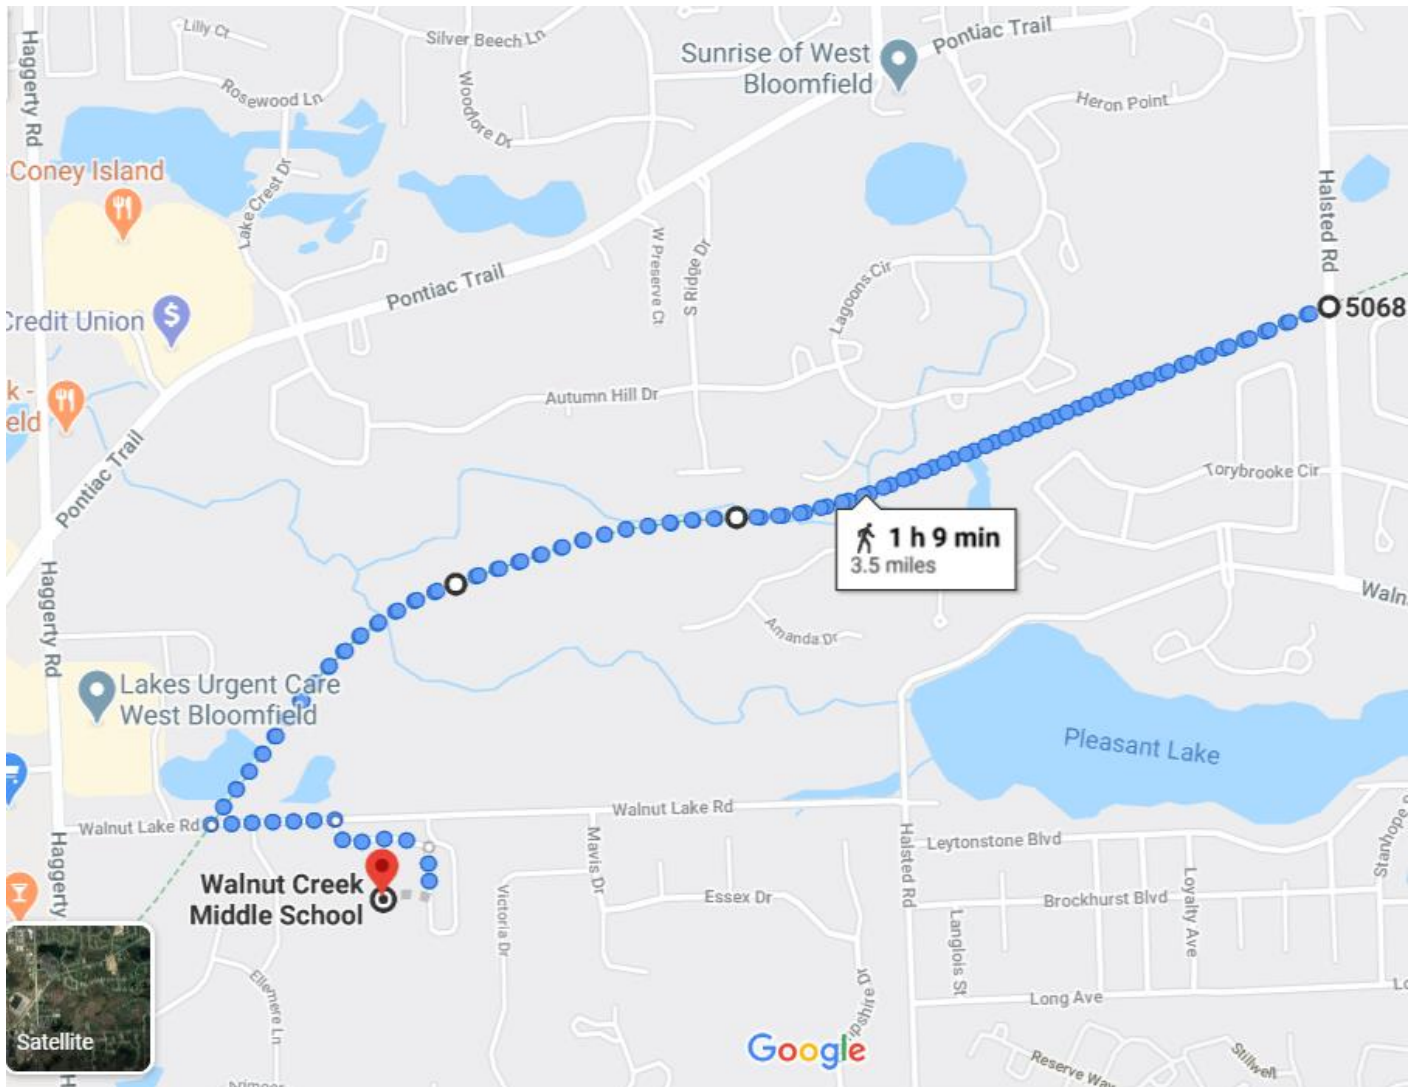 Haggerty Rd
Lilly Ct
Silver Beech Ln
Pontiac Trail
Sunrise of West
Bloomfield
Rosewood Ln
Woodlore Dr
Heron Point
Coney Island
Lake Crest Dr
Halsted Rd
W Preserve Ct
S Ridge Dr
Lagoons Cir
Pontiac Trail
Credit Union
5068
k -
eld
Autumn Hill Dr
Pontiac Trail
Torybrooke Cir
1 h 9 min
3.5 miles
Haggerty Rd
Waln
Amanda Dr
Lakes Urgent Care
West Bloomfield
Pleasant Lake
Walnut Lake Rd
Walnut Lake Rd
Haggerty
Mavis Dr
Halsted Rd
Leytonstone Blvd
Stanhope
Walnut Creek
Middle School
Victoria Dr
Essex Dr
Brockhurst Blvd
Loyalty Ave
Langlois St
Long Ave
Lo
Ellemere Ln
ipshire Dr
Satellite
Google
Reserve Way
Stillwell
H